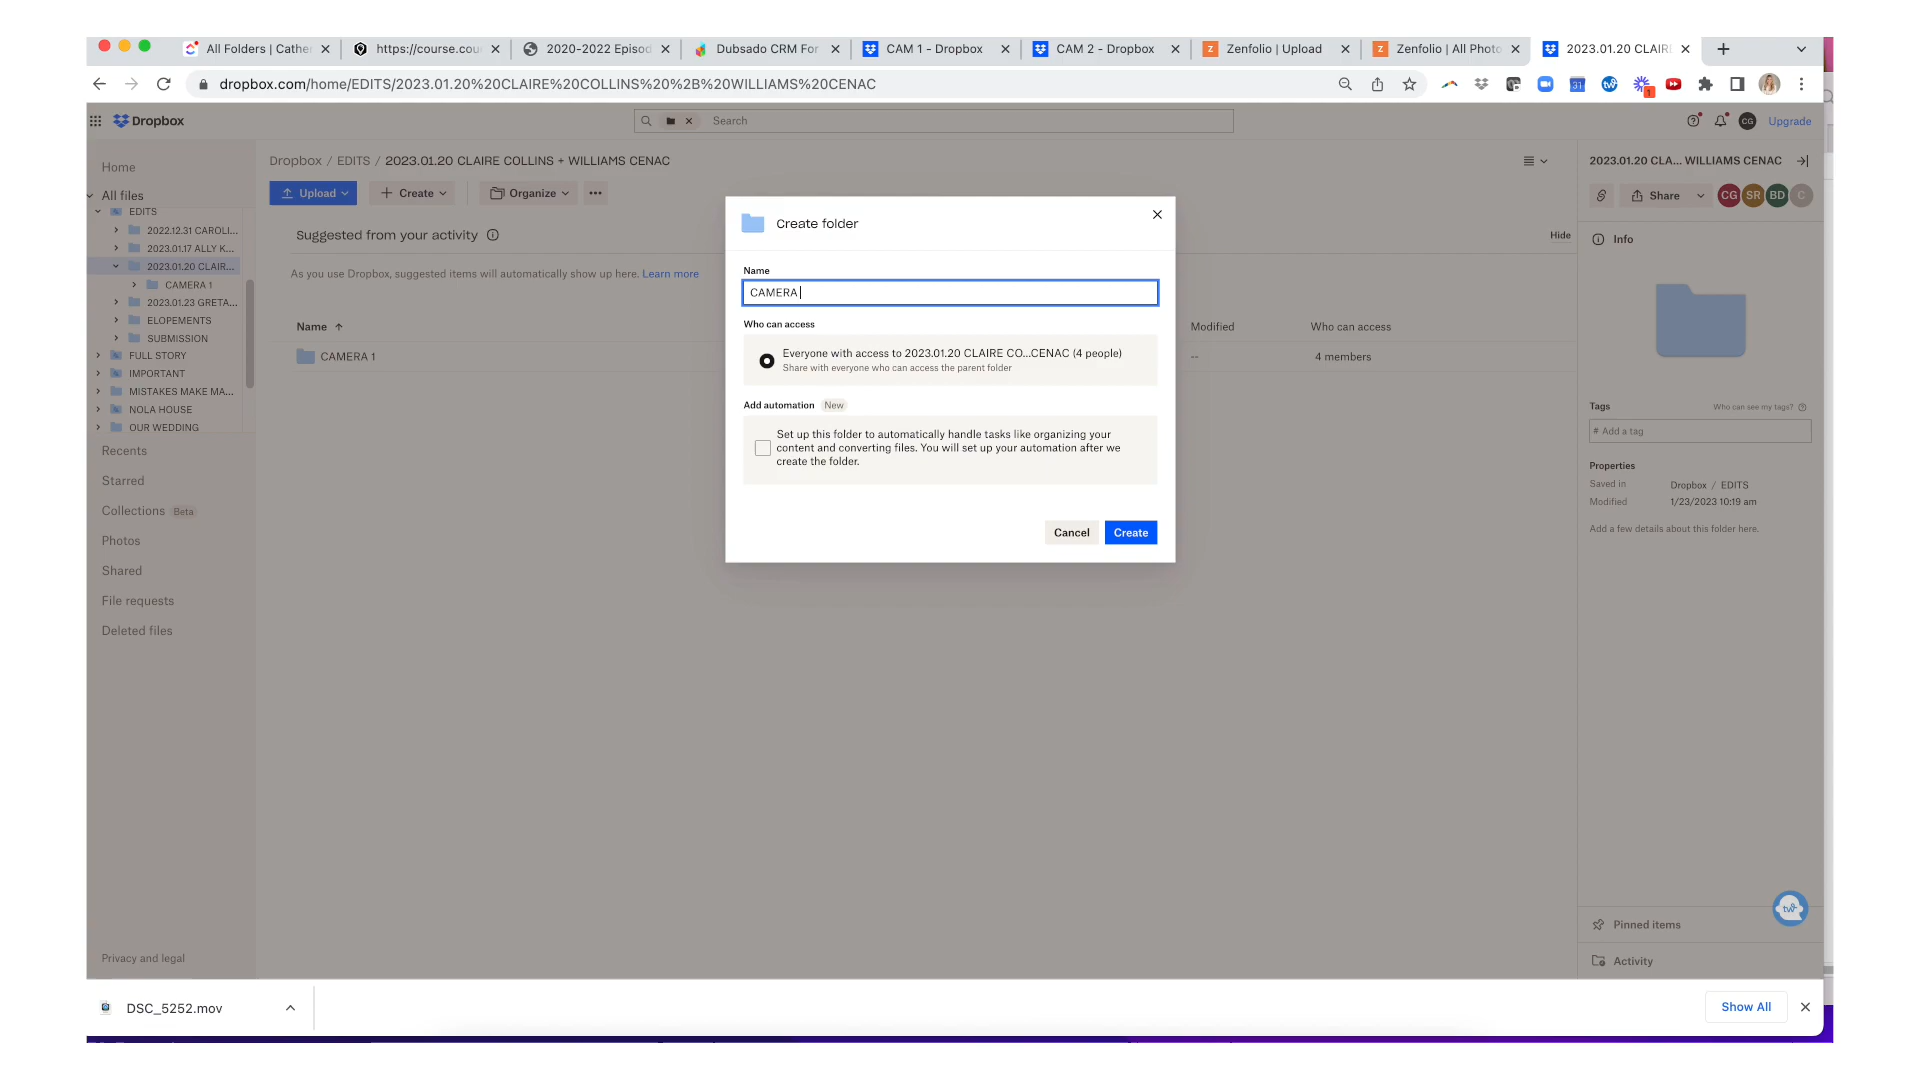 All Folders | Cathe
https://course.cou
2020-2022 Episod
Dubsado CRM For
CAM 1 - Dropbox
CAM 2 - Dropbox
Zenfolio | Upload
Zenfolio | All Photo
2023.01.20 CLAIR
dropbox.com/home/EDITS/2023.01.20%20CLAIRE%20COLLINS%20%2B%20WILLIAMS%20CENAC
31
tw
1
Dropbox
Search
CG
Upgrade
Home
All files
EDITS
2022.12.31 CAROLI...
2023.01.17 ALLY K...
2023.01.20 CLAIR...
CAMERA 1
2023.01.23 GRETA...
ELOPEMENTS
SUBMISSION
FULL STORY
IMPORTANT
MISTAKES MAKE MA...
NOLA HOUSE
OUR WEDDING
Recents
Starred
Collections Beta
Photos
Shared
File requests
Deleted files
Privacy and legal
Dropbox / EDITS / 2023.01.20 CLAIRE COLLINS + WILLIAMS CENAC
Upload
Create
Organize
Suggested from your activity
Hide
As you use Dropbox, suggested items will automatically show up here. Learn more
Name
Modified
Who can access
CAMERA 1
--
4 members
Create folder
Name
CAMERA
Who can access
Everyone with access to 2023.01.20 CLAIRE CO...CENAC (4 people)
Share with everyone who can access the parent folder
Add automation New
Set up this folder to automatically handle tasks like organizing your
content and converting files. You will set up your automation after we
create the folder.
Cancel
Create
2023.01.20 CLA... WILLIAMS CENAC
Share
CG
SR
BD
C
Info
Tags
Who can see my tags?
# Add a tag
Properties
Saved in
Dropbox / EDITS
Modified
1/23/2023 10:19 am
Add a few details about this folder here.
tw
Pinned items
Activity
DSC_5252.mov
Show All